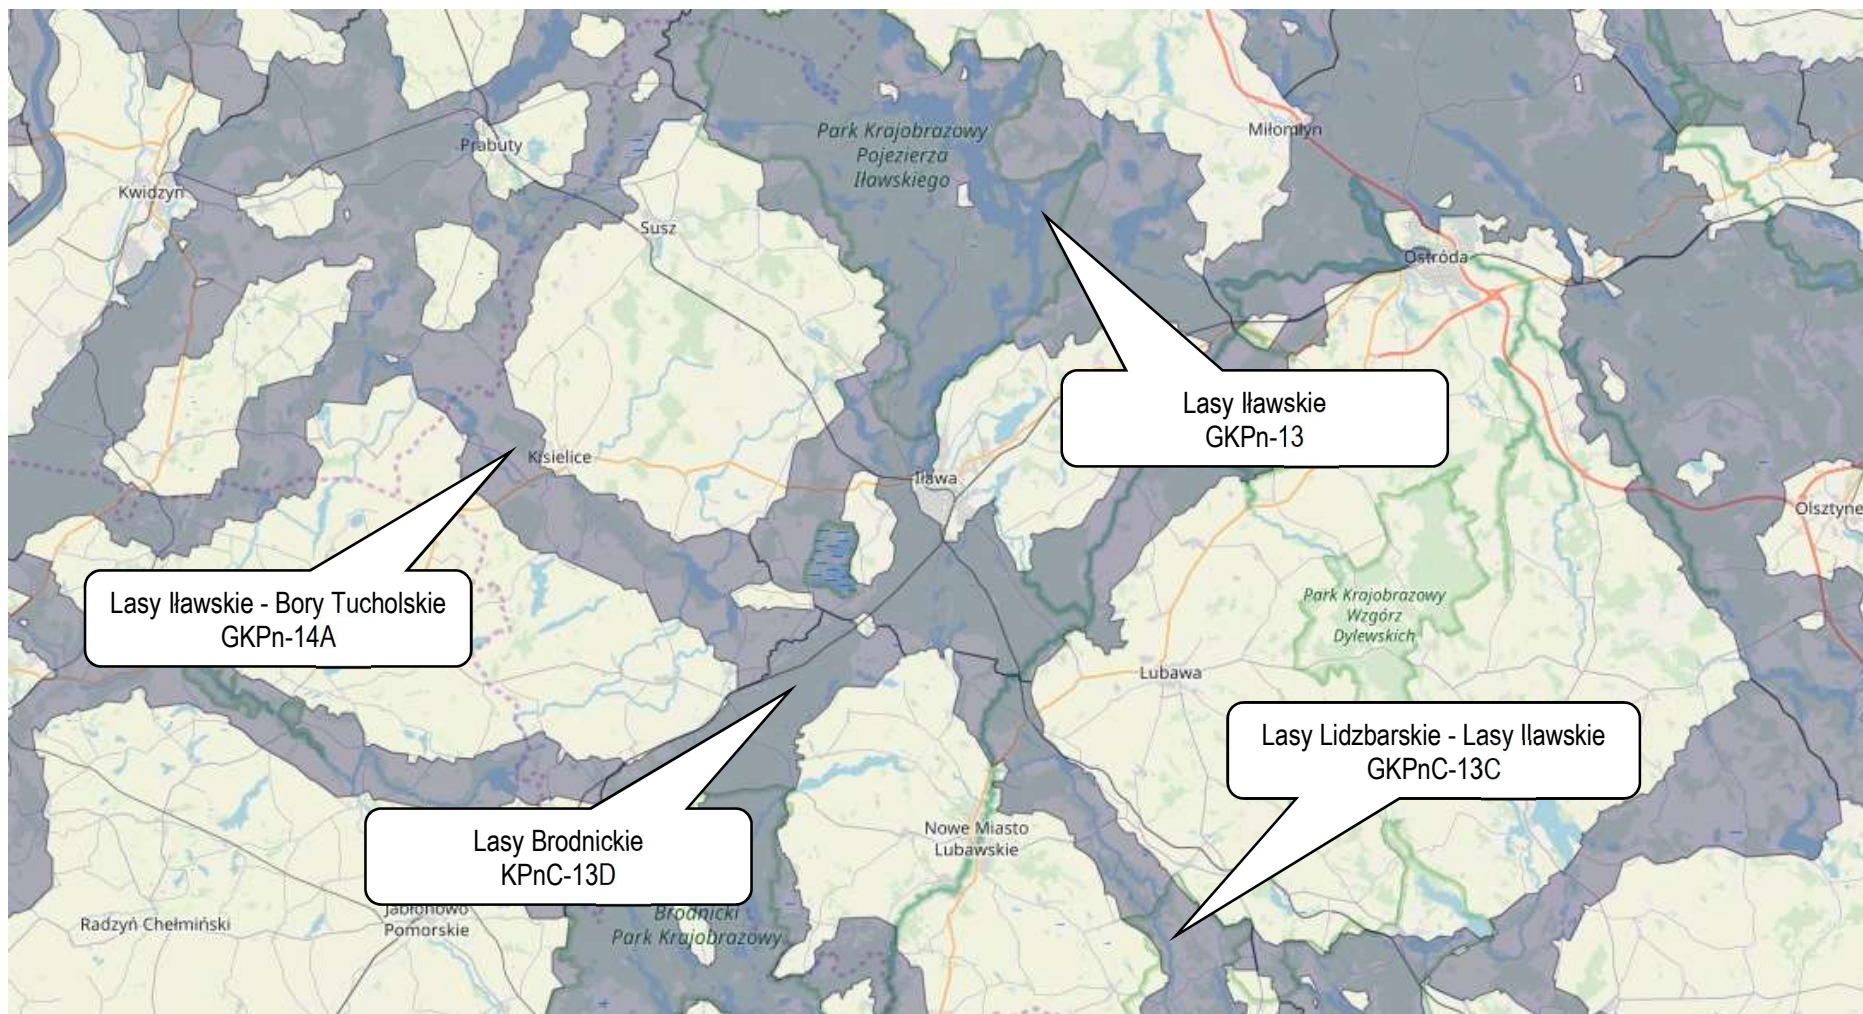 Park Krajobrazowy
Pojezierza
Iławskiego
Miłomłyn
Prabuty
Kwidzyn
Susz
Ostróda
Lasy Iławskie
GKPn-13
Kisielice
Iława
Olsztyne
Lasy Iławskie - Bory Tucholskie
GKPn-14A
Park Krajobrazowy
Wzgórz
Dylewskich
Lubawa
Lasy Lidzbarskie - Lasy Iławskie
GKPnC-13C
Lasy Brodnickie
KPnC-13D
Nowe Miasto
Lubawskie
Radzyń Chełmiński
Jabłonowo
Pomorskie
Brodnicki
Park Krajobrazowy